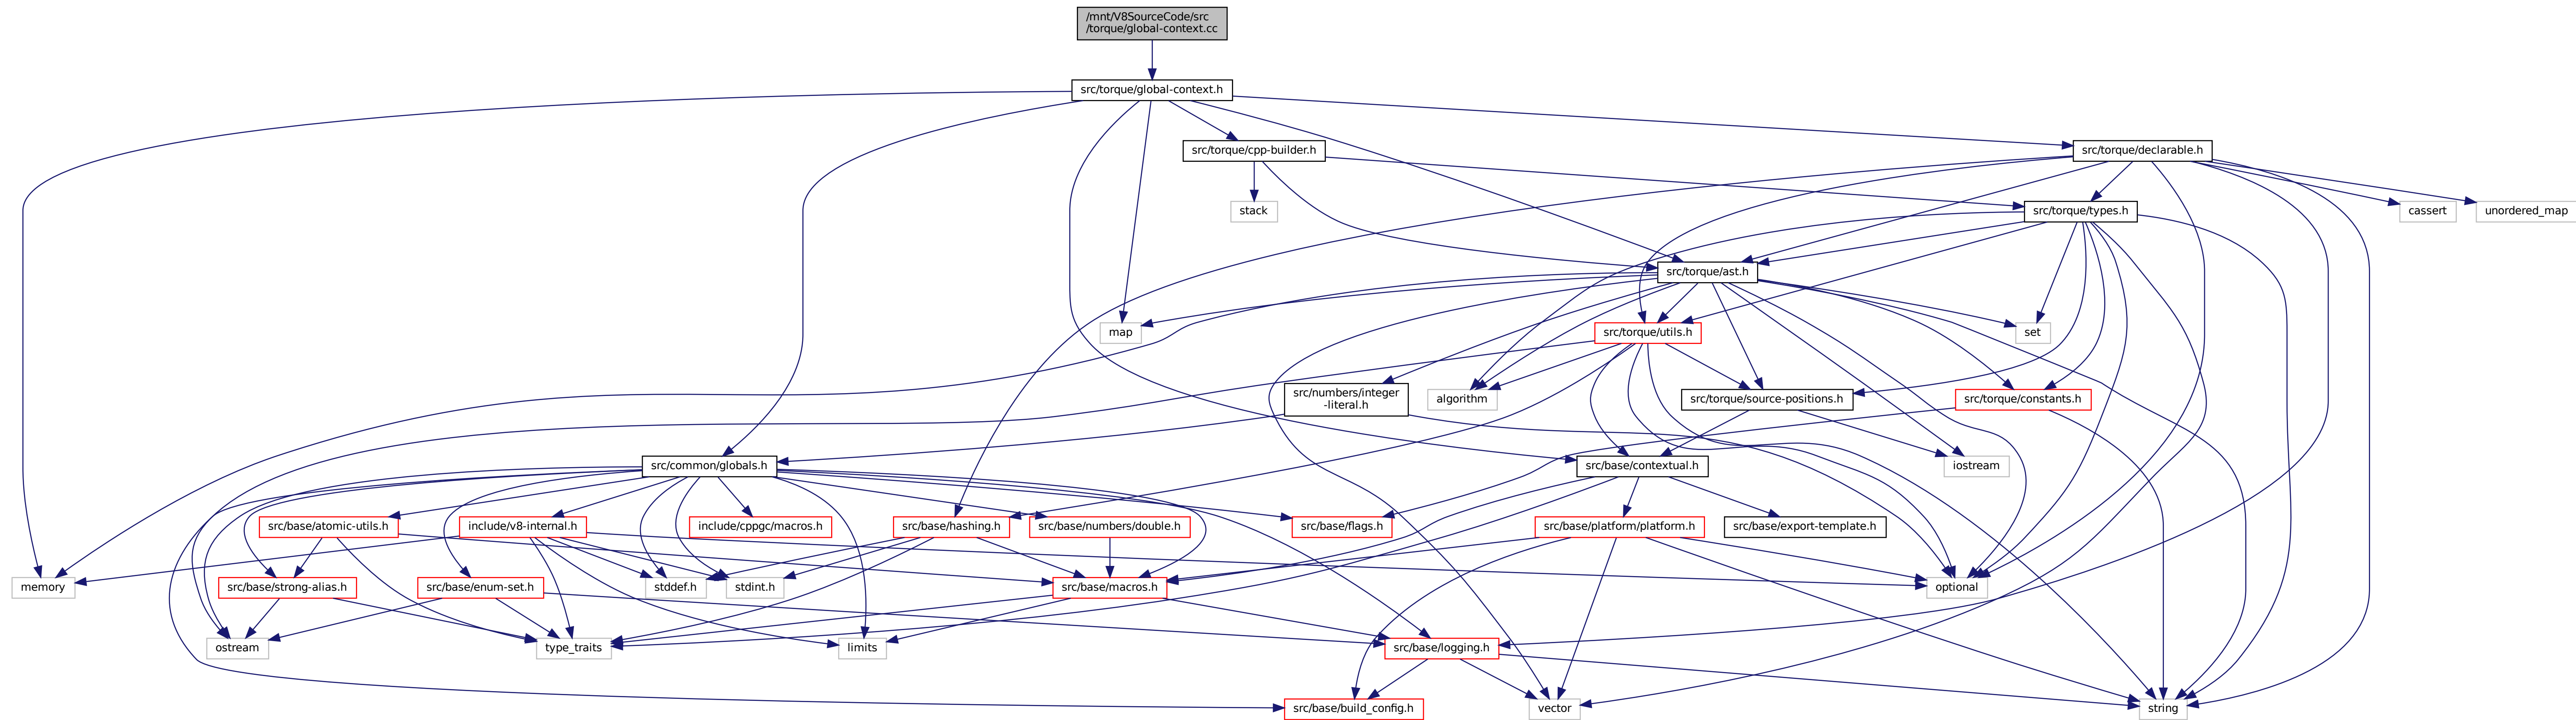 /mnt/V8SourceCode/src
/torque/global-context.cc
src/torque/global-context.h
src/torque/cpp-builder.h
src/torque/declarable.h
stack
src/torque/types.h
cassert
unordered_map
src/torque/ast.h
map
src/torque/utils.h
set
src/numbers/integer
-literal.h
algorithm
src/torque/source-positions.h
src/torque/constants.h
src/common/globals.h
src/base/contextual.h
iostream
src/base/atomic-utils.h
include/v8-internal.h
include/cppgc/macros.h
src/base/hashing.h
src/base/numbers/double.h
src/base/flags.h
src/base/platform/platform.h
src/base/export-template.h
memory
src/base/strong-alias.h
src/base/enum-set.h
stddef.h
stdint.h
src/base/macros.h
optional
ostream
type_traits
limits
src/base/logging.h
src/base/build_config.h
vector
string